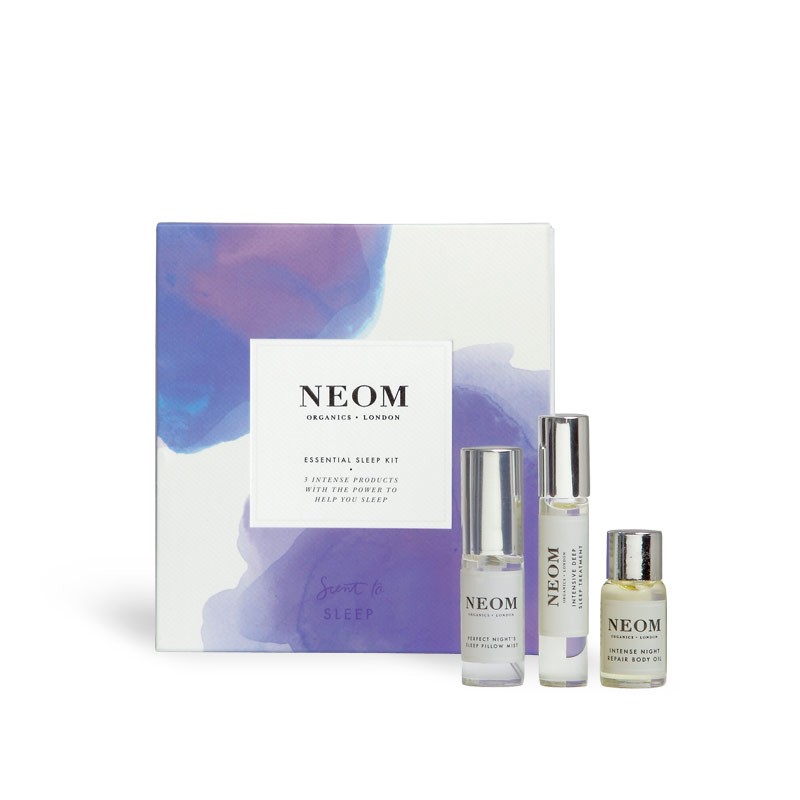 NEOM
ORGANICS • LONDON
ESSENTIAL SLEEP KIT
•
3 INTENSE PRODUCTS
WITH THE POWER TO
HELP YOU SLEEP
Scent to
SLEEP
NEOM
ORGANICS • LONDON
PERFECT NIGHT'S
SLEEP PILLOW MIST
NEOM
ORGANICS • LONDON
INTENSIVE DEEP
SLEEP TREATMENT
NEOM
ORGANICS • LONDON
INTENSE NIGHT
REPAIR BODY OIL